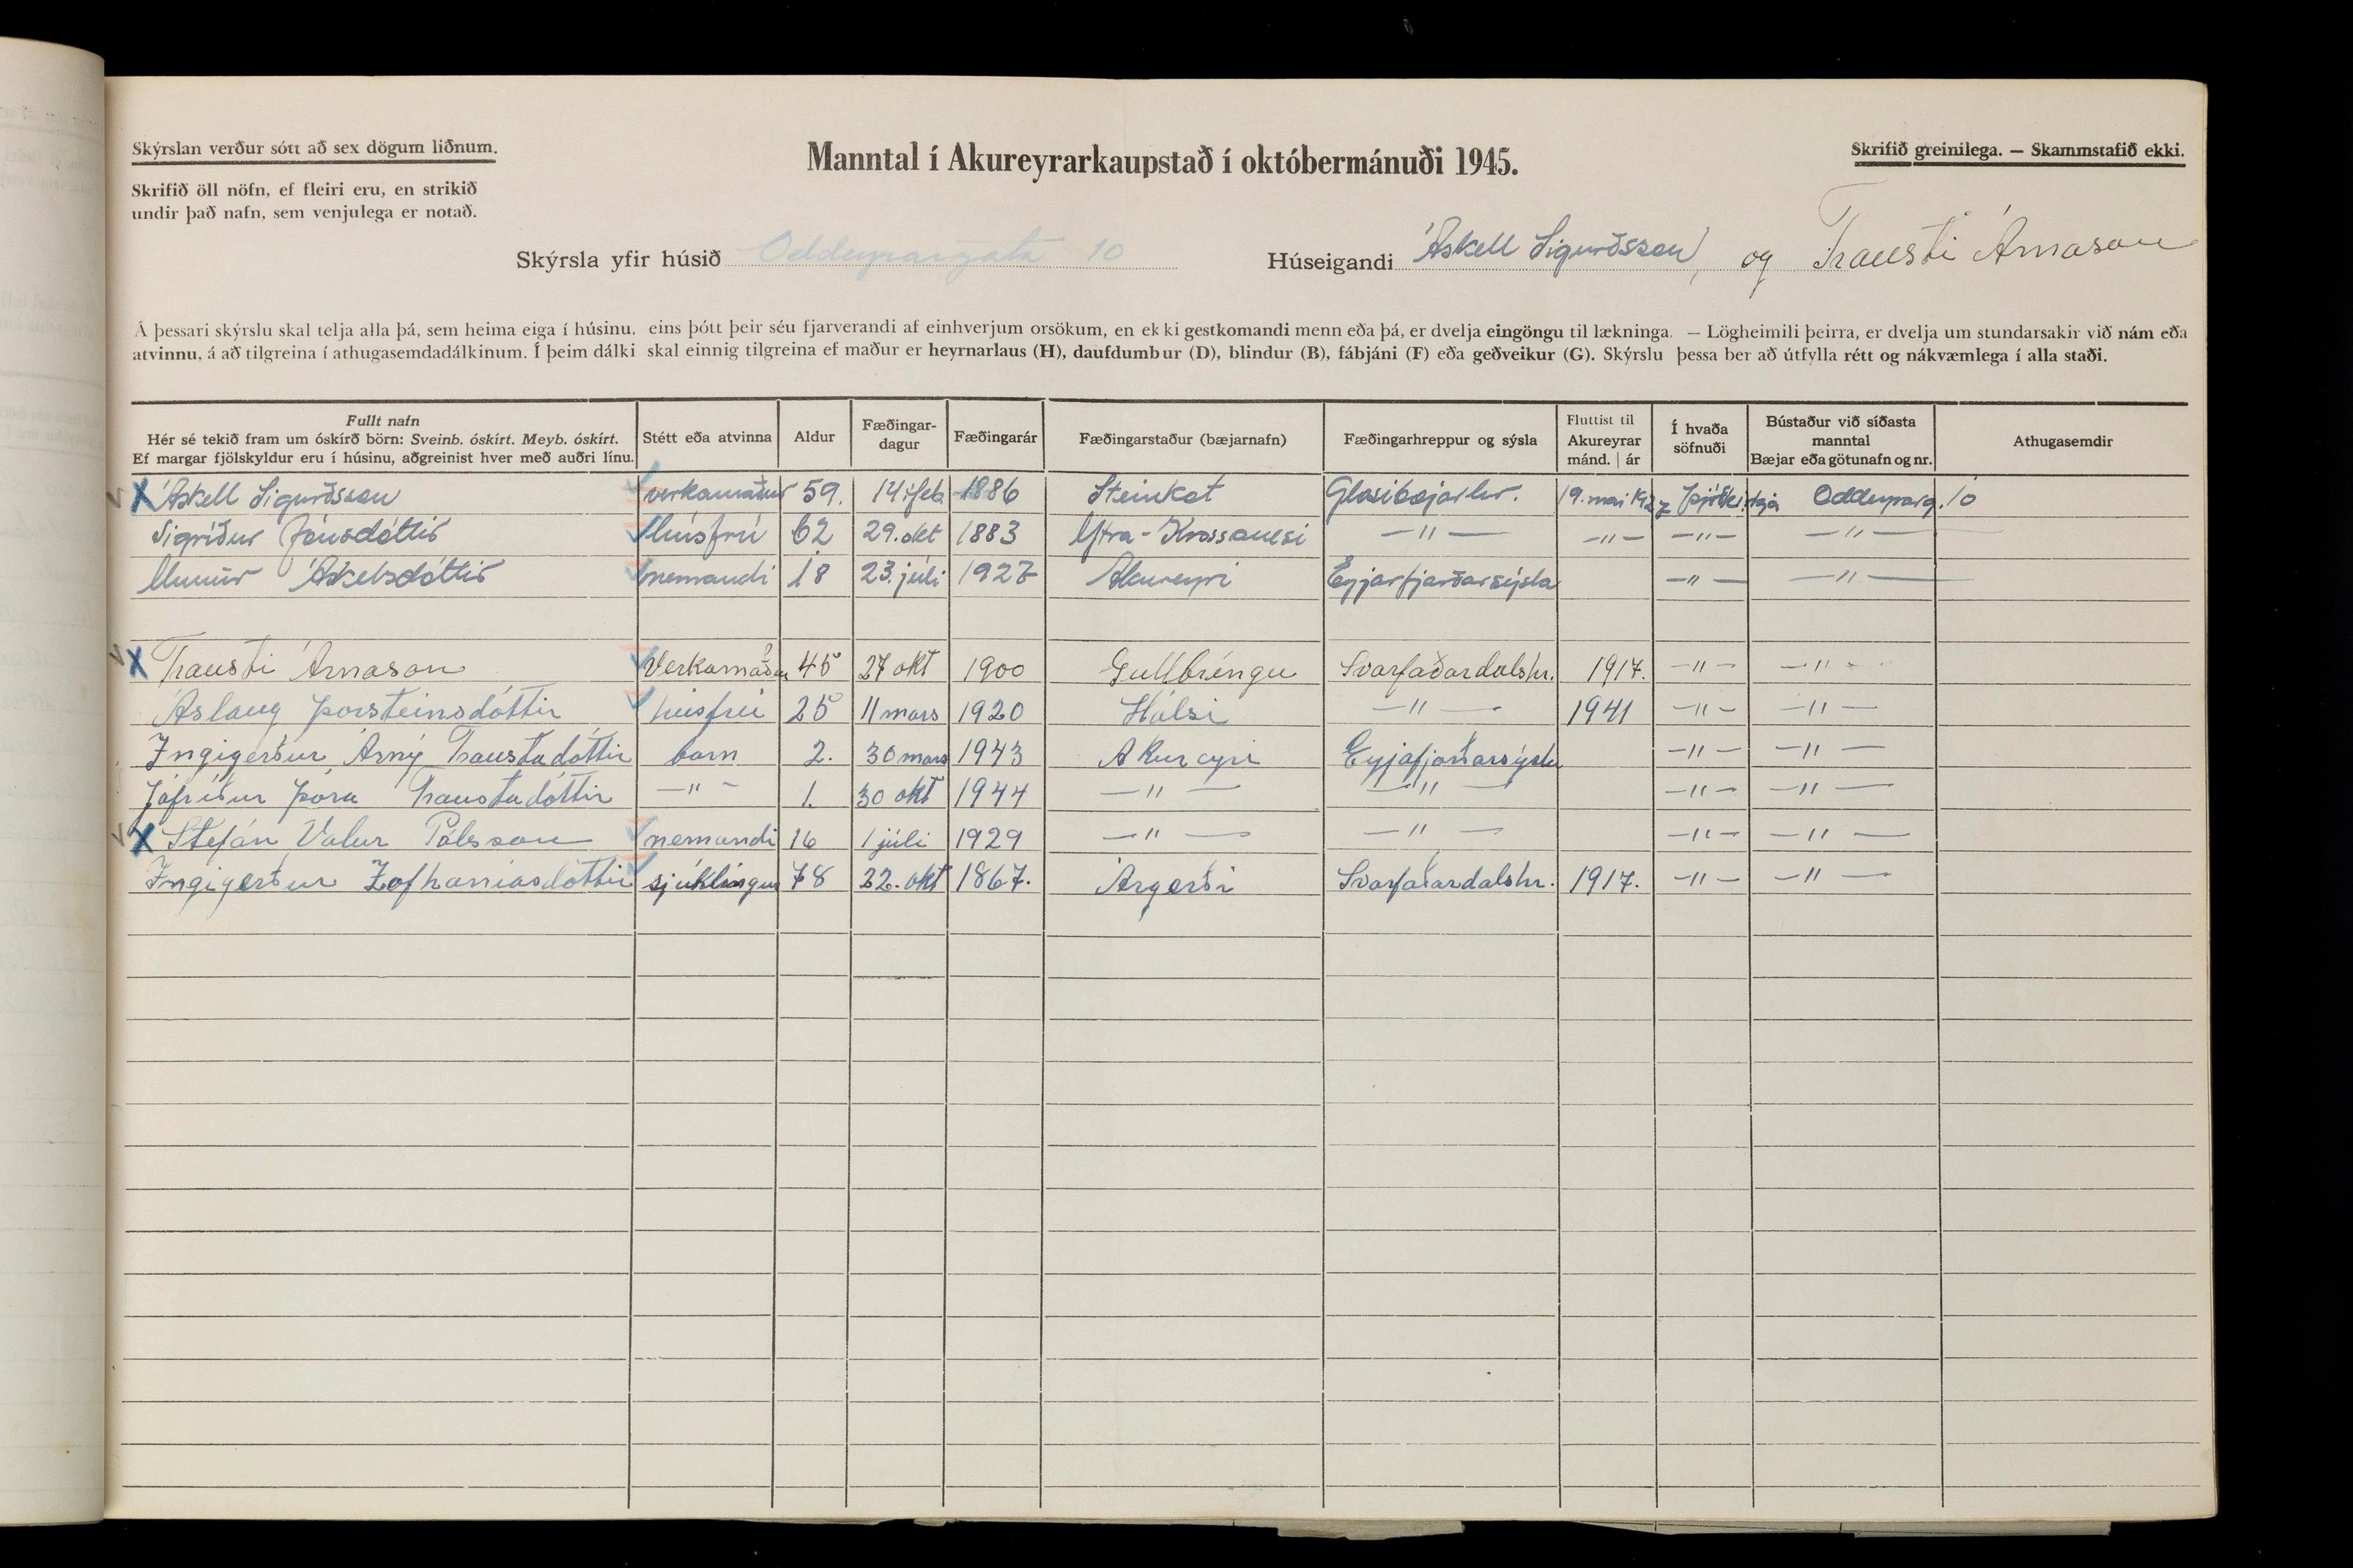 Skýrslan verður sótt að sex dögum liðnum.
Skrifið öll nöfn, ef fleiri eru, en strikið
undir það nafn, sem venjulega er notað.
Manntal í Akureyrarkaupstað í októbermánuði 1945.
Skrifið greinilega. — Skammstafið ekki.
Skýrsla yfir húsið Oddeyrargata 10 Húseigandi Áskell Sigurðsson, og Trausti Árnason
Á þessari skýrslu skal telja alla þá, sem heima eiga í húsinu, eins þótt þeir séu fjarverandi af einhverjum orsökum, en ekki gestkomandi menn eða þá, er dvelja eingöngu til lækninga. — Lögheimili þeirra, er dvelja um stundarsakir við nám eða
atvinnu, á að tilgreina í athugasemdadálkinum. Í þeim dálki skal einnig tilgreina ef maður er heyrnarlaus (H), daufdumbur (D), blindur (B), fábjáni (F) eða geðveikur (G). Skýrslu þessa ber að útfylla rétt og nákvæmlega í alla staði.
Fullt nafn
Hér sé tekið fram um óskírð börn: Sveinb. óskírt. Meyb. óskírt.
Ef margar fjölskyldur eru í húsinu, aðgreinist hver með auðri línu.
Stétt eða atvinna
Aldur
Fæðingar-
dagur
Fæðingarár
Fæðingarstaður (bæjarnafn)
Fæðingarhreppur og sýsla
Fluttist til
Akureyrar
mánd. | ár
Í hvaða
söfnuði
Bústaður við síðasta
manntal
Bæjar eða götunafn og nr.
Athugasemdir
X Áskell Sigurðsson verkamaður 59. 14. feb 1886 Steinkot Glæsibæjarhr. 19. mai 1927 Þjóðkirkja Oddeyrarg. 10
Sigríður Jónsdóttir húsfrú 62 29. okt 1883 Ytra-Krossanesi —"— —"— —"— —"—
Unnur Áskelsdóttir nemandi 18 23. júli 1927 Akureyri Eyjarfjarðarsýsla —"— —"—
X Trausti Árnason Verkamaður 45 27 okt 1900 Gullbringu Svarfaðardalshr. 1917. —"— —"—
Áslaug Þorsteinsdóttir húsfrú 25 11 mars 1920 Hálsi —"— 1941 —"— —"—
Ingigerður Árný Traustadóttir barn 2. 30 mars 1943 Akureyri Eyjafjarðarsýsla —"— —"—
Jófríður Þóra Traustadóttir —"— 1. 30 okt 1944 —"— —"— —"— —"—
X Stefán Valur Pálsson nemandi 16 1 júli 1929 —"— —"— —"— —"—
Ingigerður Zofhaníasdóttir sjúklingur 78 22. okt 1867. Árgerði Svarfaðardalshr. 1917. —"— —"—